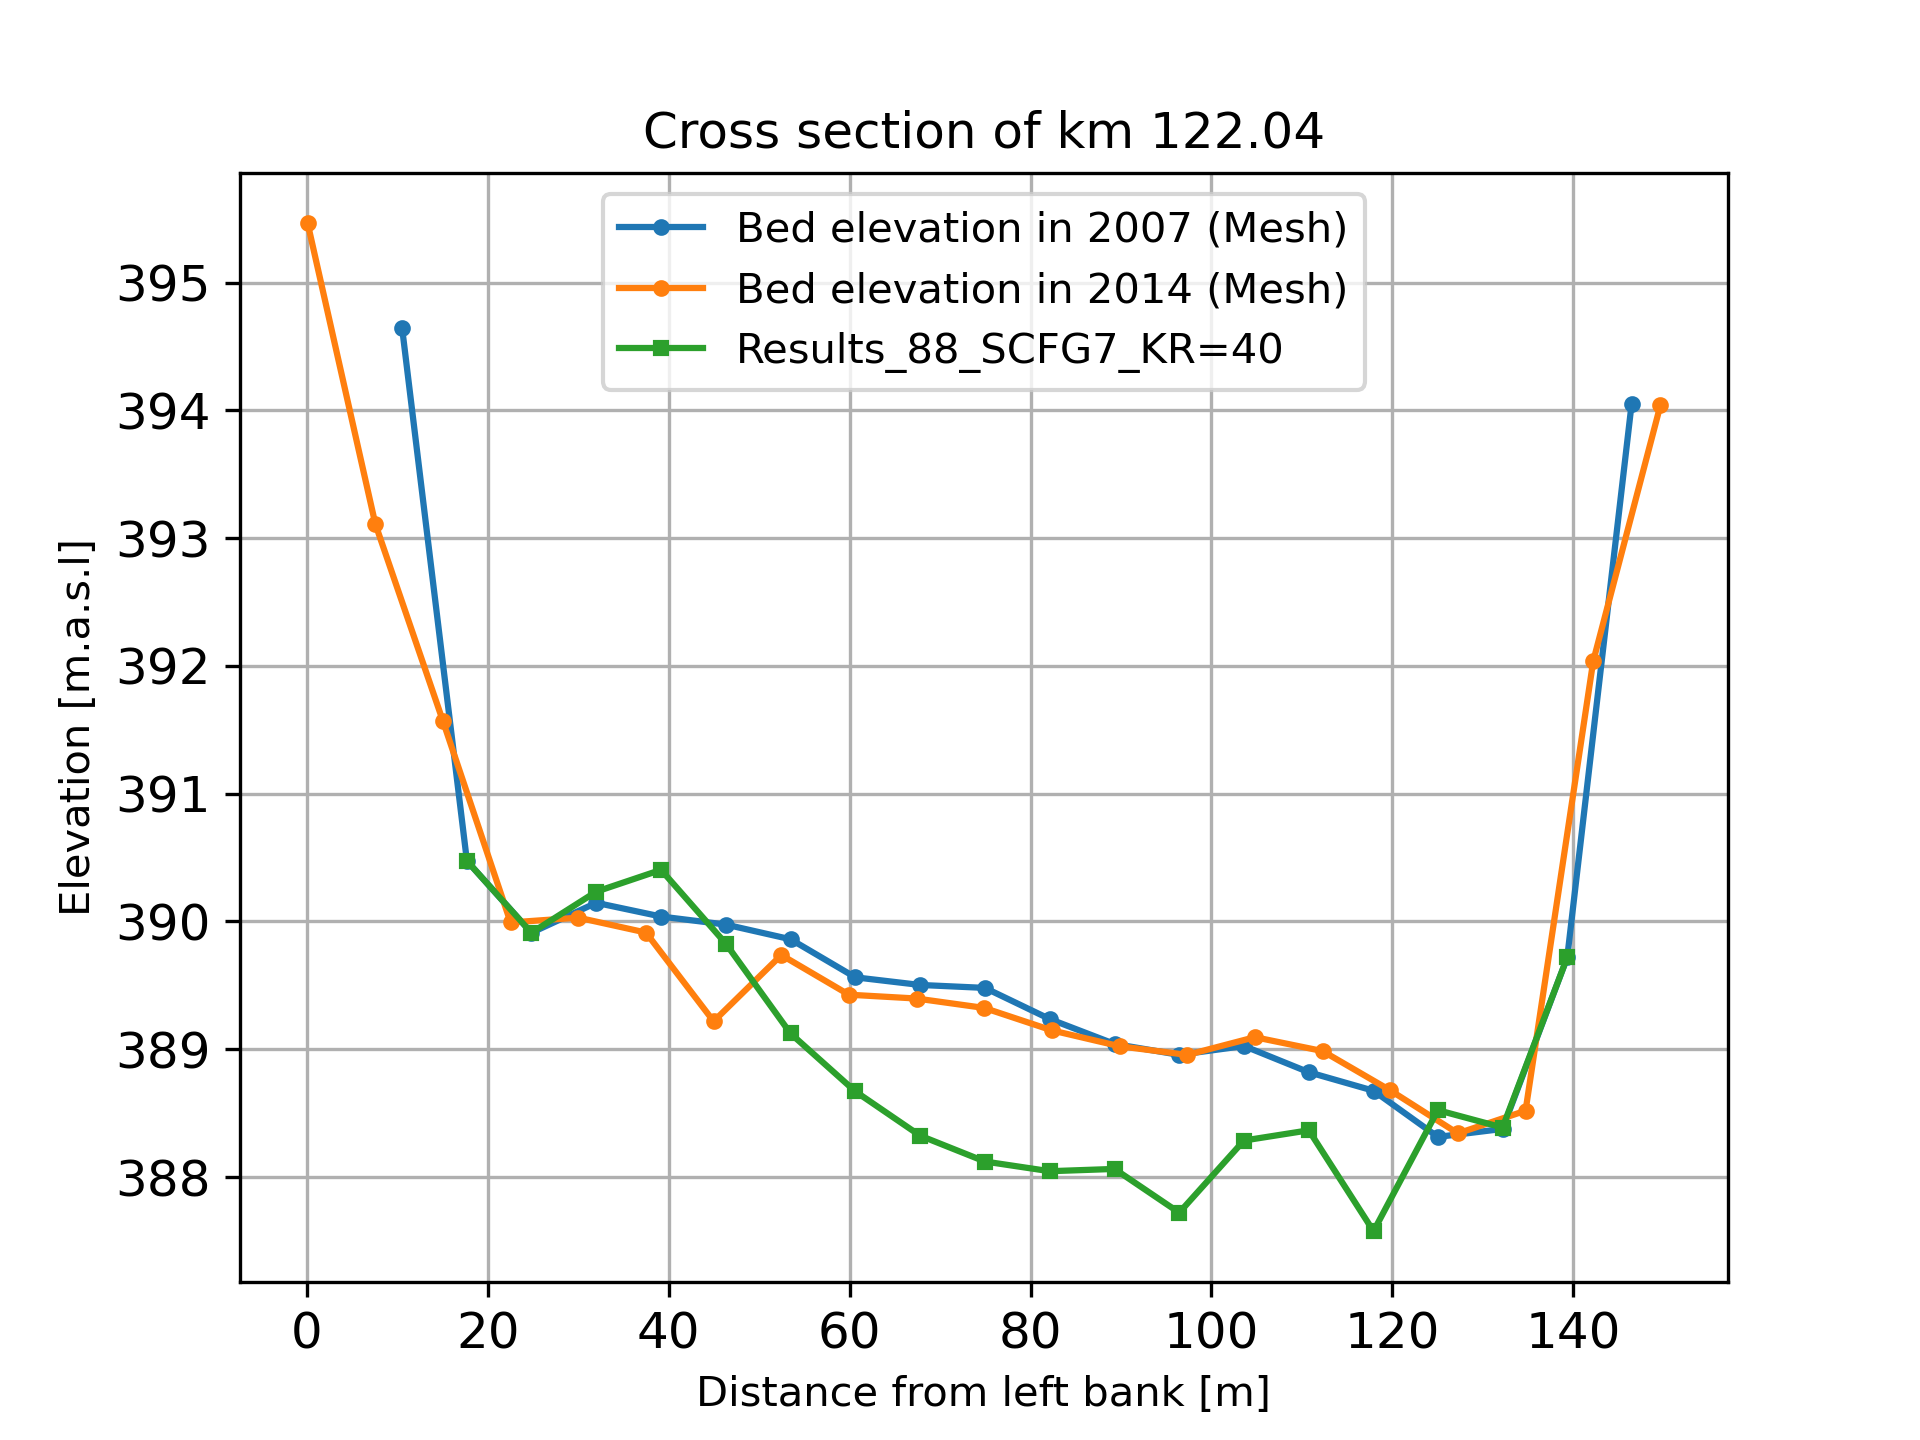 Cross section of km 122.04
Bed elevation in 2007 (Mesh)
Bed elevation in 2014 (Mesh)
Results_88_SCFG7_KR=40
395
394
393
392
391
390
389
388
Elevation [m.a.s.l]
0 20 40 60 80 100 120 140
Distance from left bank [m]